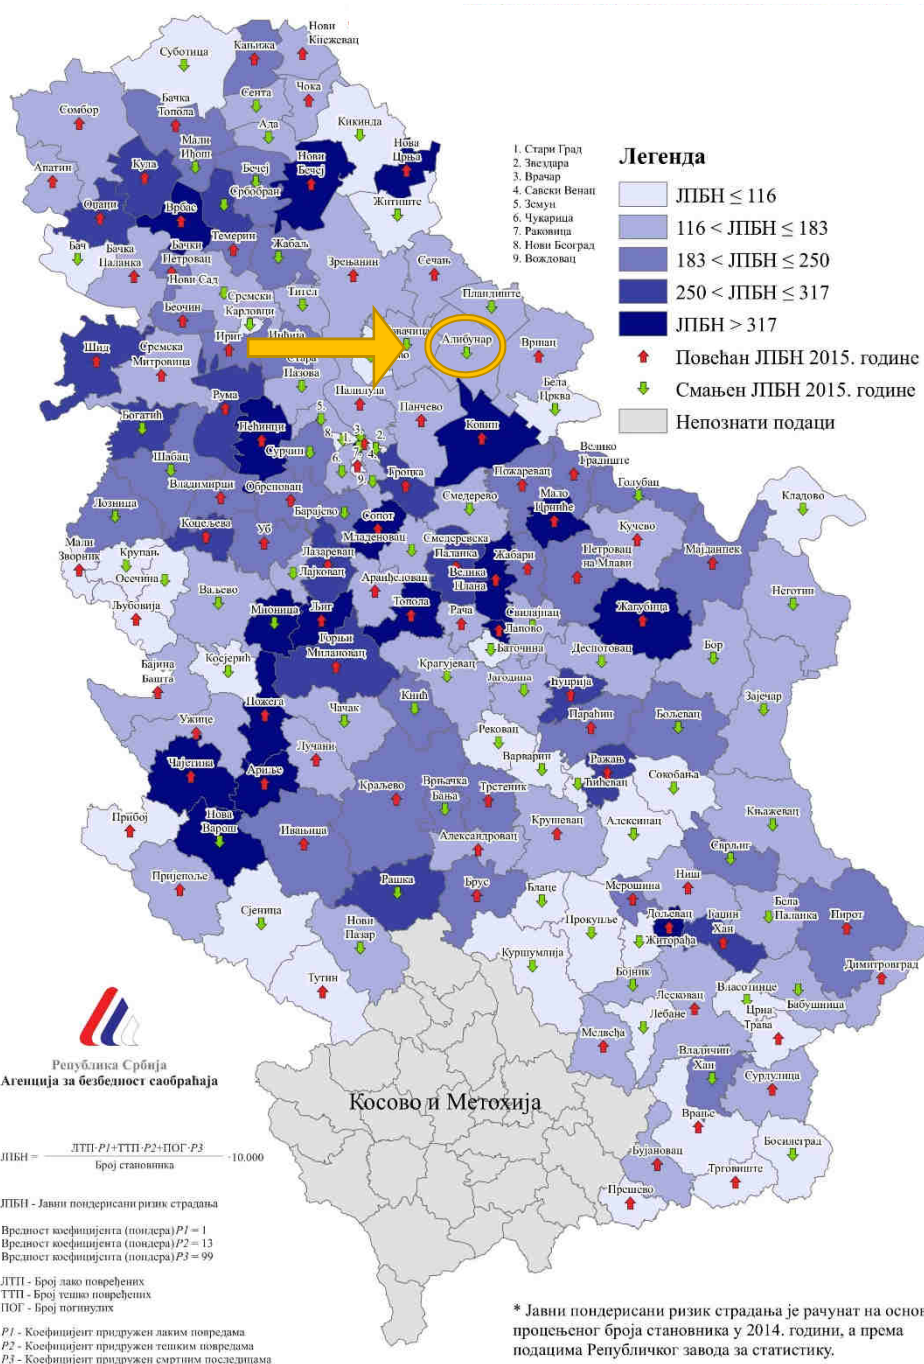 Нови
Кнежевац
Суботица
Кањижа
Сента
Чока
Бачка
Топола
Сомбор
Ада
Кикинда
Мали
Иђош
Нова
Црња
Апатин
Кула
Бечеј
Нови
Бечеј
Србобран
Житиште
Оџаци
Врбас
Бач
Бачка
Паланка
Бачки
Петровац
Темерин
Жабаљ
Зрењанин
Сечањ
Нови Сад
Тител
Пландиште
Беочин
Сремски
Карловци
Алибунар
Вршац
Шид
Сремска
Митровица
Ириг
Стара
Пазова
Бела
Црква
Рума
Палилула
Панчево
Ковин
Богатић
Пећинци
Сурчин
5.
8.
1.
3.
2.
4.
7.
6.
9.
Шабац
Владимирци
Обреновац
Гроцка
Пожаревац
Велико
Градиште
Голубац
Кладово
Лозница
Коцељева
Уб
Барајево
Сопот
Смедерево
Мало
Црниће
Кучево
Младеновац
Мали
Зворник
Крупањ
Осечина
Лазаревац
Лајковац
Смедеревска
Паланка
Велика
Плана
Жабари
Петровац
на Млави
Мајданпек
Љубовија
Ваљево
Мионица
Љиг
Аранђеловац
Топола
Рача
Свилајнац
Лапово
Жагубица
Неготин
Горњи
Милановац
Баточина
Деспотовац
Бор
Бајина
Башта
Косјерић
Крагујевац
Јагодина
Ћуприја
Зајечар
Пожега
Чачак
Кнић
Параћин
Бољевац
Ужице
Чајетина
Ариље
Лучани
Рековац
Варварин
Ражањ
Ћићевац
Сокобања
Краљево
Врњачка
Бања
Трстеник
Прибој
Нова
Варош
Ивањица
Александровац
Крушевац
Алексинац
Књажевац
Сврљиг
Пријепоље
Рашка
Брус
Блаце
Мерошина
Ниш
Бела
Паланка
Пирот
Сјеница
Нови
Пазар
Прокупље
Дољевац
Житорађа
Гаџин
Хан
Куршумлија
Димитровград
Тутин
Бојник
Лесковац
Власотинце
Бабушница
Лебане
Црна
Трава
Медвеђа
Владичин
Хан
Сурдулица
Врање
Босилеград
Бујановац
Трговиште
Прешево
Косово и Метохија
1. Стари Град
2. Звездара
3. Врачар
4. Савски Венац
5. Земун
6. Чукарица
7. Раковица
8. Нови Београд
9. Вождовац
Легенда
ЈПБН ≤ 116
116 < ЈПБН ≤ 183
183 < ЈПБН ≤ 250
250 < ЈПБН ≤ 317
ЈПБН > 317
Повећан ЈПБН 2015. године
Смањен ЈПБН 2015. године
Непознати подаци
Република Србија
Агенција за безбедност саобраћаја
ЈПБН = ЛТП·P1+ТТП·P2+ПОГ·P3
Број становника
·10.000
ЈПБН - Јавни пондерисани ризик страдања
Вредност коефицијента (пондера) P1 = 1
Вредност коефицијента (пондера) P2 = 13
Вредност коефицијента (пондера) P3 = 99
ЛТП - Број лако повређених
ТТП - Број тешко повређених
ПОГ - Број погинулих
P1 - Коефицијент придружен лаким повредама
P2 - Коефицијент придружен тешким повредама
P3 - Коефицијент придружен смртним последицама
* Јавни пондерисани ризик страдања је рачунат на основ
процењеног броја становника у 2014. години, а према
подацима Републичког завода за статистику.